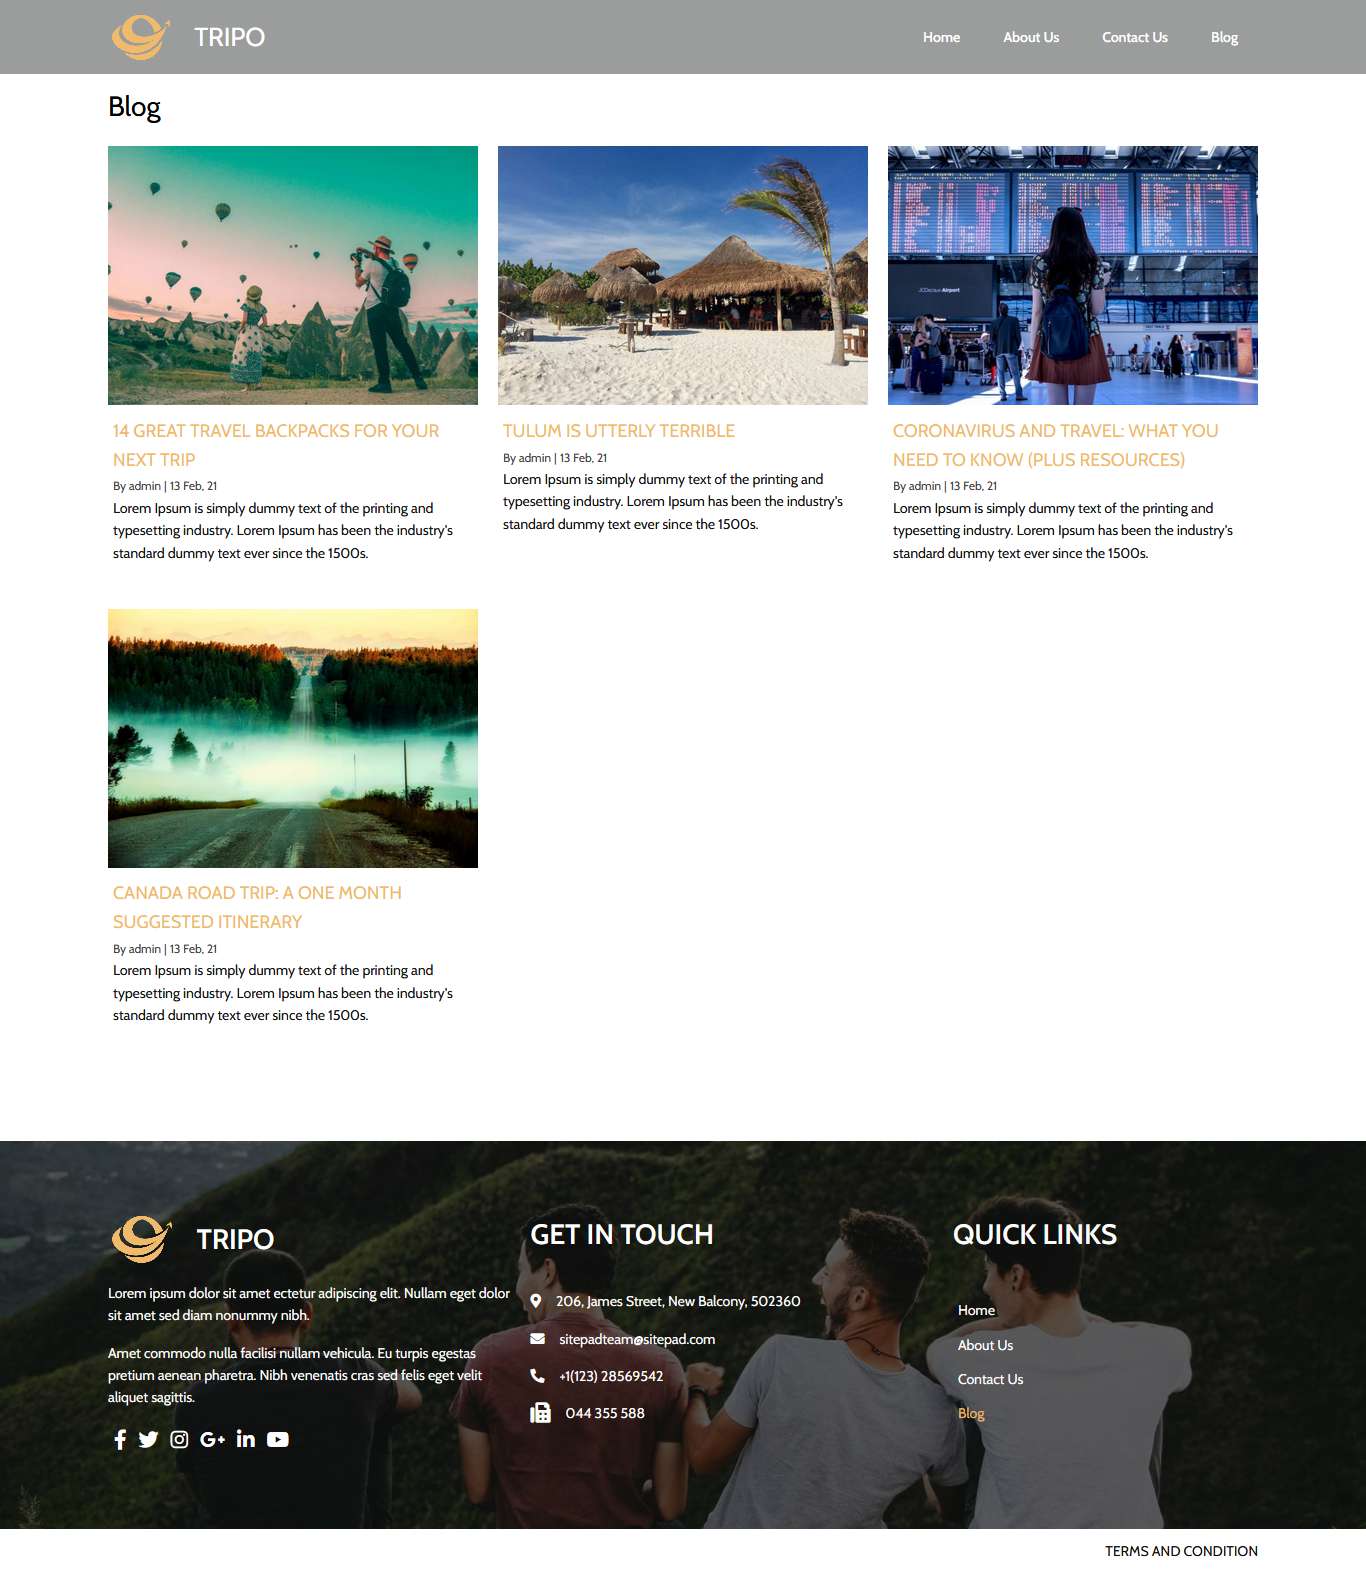 TRIPO
Home
About Us
Contact Us
Blog
Blog
14 GREAT TRAVEL BACKPACKS FOR YOUR
NEXT TRIP
By admin | 13 Feb, 21
Lorem Ipsum is simply dummy text of the printing and
typesetting industry. Lorem Ipsum has been the industry's
standard dummy text ever since the 1500s.
TULUM IS UTTERLY TERRIBLE
By admin | 13 Feb, 21
Lorem Ipsum is simply dummy text of the printing and
typesetting industry. Lorem Ipsum has been the industry's
standard dummy text ever since the 1500s.
JCDecaux Airport
CORONAVIRUS AND TRAVEL: WHAT YOU
NEED TO KNOW (PLUS RESOURCES)
By admin | 13 Feb, 21
Lorem Ipsum is simply dummy text of the printing and
typesetting industry. Lorem Ipsum has been the industry's
standard dummy text ever since the 1500s.
CANADA ROAD TRIP: A ONE MONTH
SUGGESTED ITINERARY
By admin | 13 Feb, 21
Lorem Ipsum is simply dummy text of the printing and
typesetting industry. Lorem Ipsum has been the industry's
standard dummy text ever since the 1500s.
TRIPO
Lorem ipsum dolor sit amet ectetur adipiscing elit. Nullam eget dolor
sit amet sed diam nonummy nibh.
Amet commodo nulla facilisi nullam vehicula. Eu turpis egestas
pretium aenean pharetra. Nibh venenatis cras sed felis eget velit
aliquet sagittis.
GET IN TOUCH
206, James Street, New Balcony, 502360
sitepadteam@sitepad.com
+1(123) 28569542
044 355 588
QUICK LINKS
Home
About Us
Contact Us
Blog
TERMS AND CONDITION